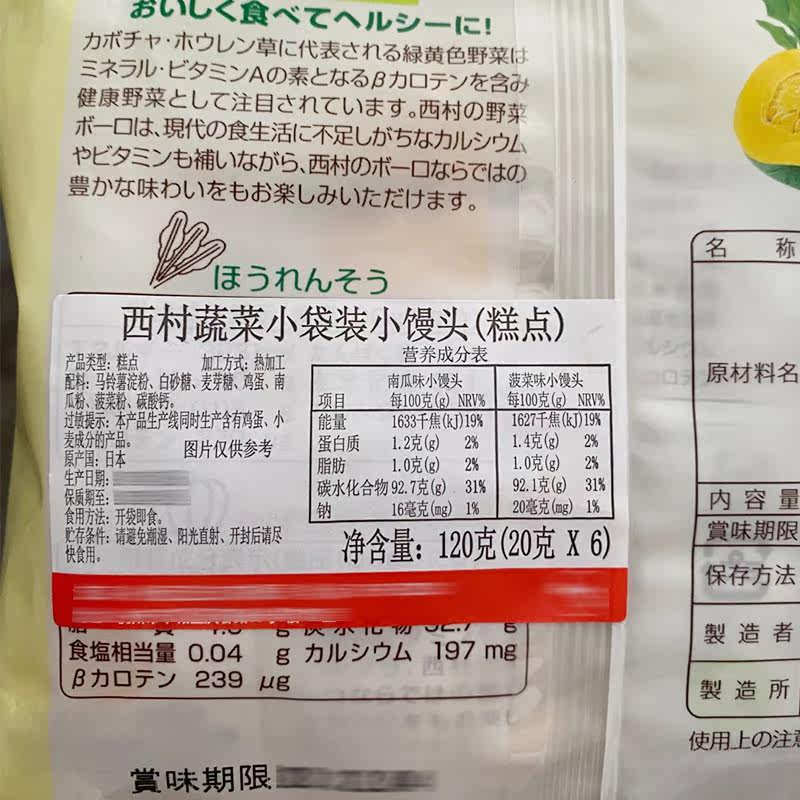 おいしく食べてヘルシーに!
カボチャ・ホウレン草に代表される緑黄色野菜は
ミネラル・ビタミンAの素となるβカロテンを含み
健康野菜として注目されています。西村の野菜
ボーロは、現代の食生活に不足しがちなカルシウム
やビタミンも補いながら、西村のボーロならではの
豊かな味わいをもお楽しみいただけます。
ほうれんそう
西村蔬菜小袋装小馒头(糕点)
产品类型: 糕点 加工方式: 热加工
配料: 马铃薯淀粉、白砂糖、麦芽糖、鸡蛋、南
瓜粉、菠菜粉、碳酸钙。
过敏提示: 本产品生产线同时生产含有鸡蛋、小
麦成分的产品。
原产国: 日本
图片仅供参考
生产日期:
保质期至:
食用方法: 开袋即食。
贮存条件: 请避免潮湿、阳光直射、开封后请尽
快食用。
营养成分表
南瓜味小馒头 菠菜味小馒头
项目 每100克(g) NRV% 每100克(g) NRV%
能量 1633千焦(kJ)19% 1627千焦(kJ)19%
蛋白质 1.2克(g) 2% 1.4克(g) 2%
脂肪 1.0克(g) 2% 1.0克(g) 2%
碳水化合物 92.7克(g) 31% 92.1克(g) 31%
钠 16毫克(mg) 1% 20毫克(mg) 1%
净含量: 120克(20克 X 6)
食塩相当量 0.04 g カルシウム 197 mg
βカロテン 239 μg
賞味期限
名 称
原材料名
内容量
賞味期限
保存方法
製造者
製造所
使用上の注意